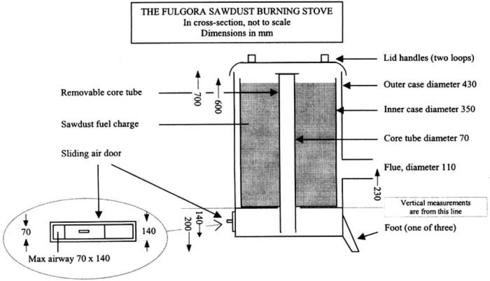 THE FULGORA SAWDUST BURNING STOVE
In cross-section, not to scale
Dimensions in mm
Lid handles (two loops)
Outer case diameter 430
Removable core tube
700
600
Inner case diameter 350
Sawdust fuel charge
Core tube diameter 70
Sliding air door
Flue, diameter 110
230
Vertical measurements
are from this line
140
200
70
140
Max airway 70 x 140
Foot (one of three)